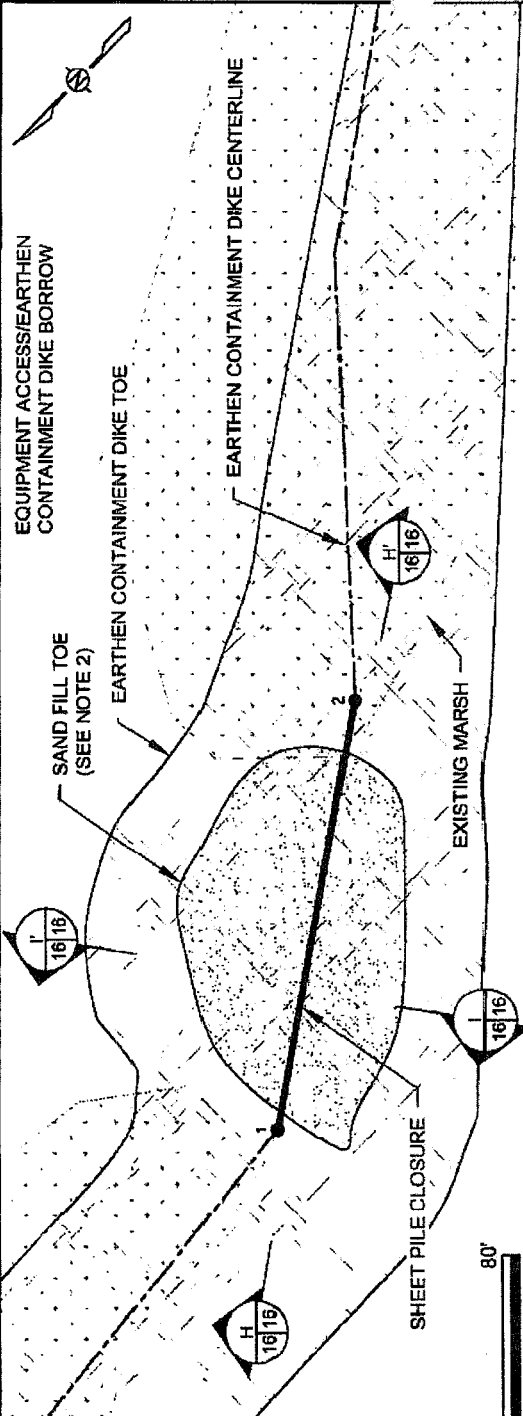 N
EQUIPMENT ACCESS/EARTHEN
CONTAINMENT DIKE BORROW
EARTHEN CONTAINMENT DIKE CENTERLINE
EARTHEN CONTAINMENT DIKE TOE
SAND FILL TOE
(SEE NOTE 2)
I'
16 16
H'
16 16
2
EXISTING MARSH
1
I
16 16
SHEET PILE CLOSURE
H
16 16
80'